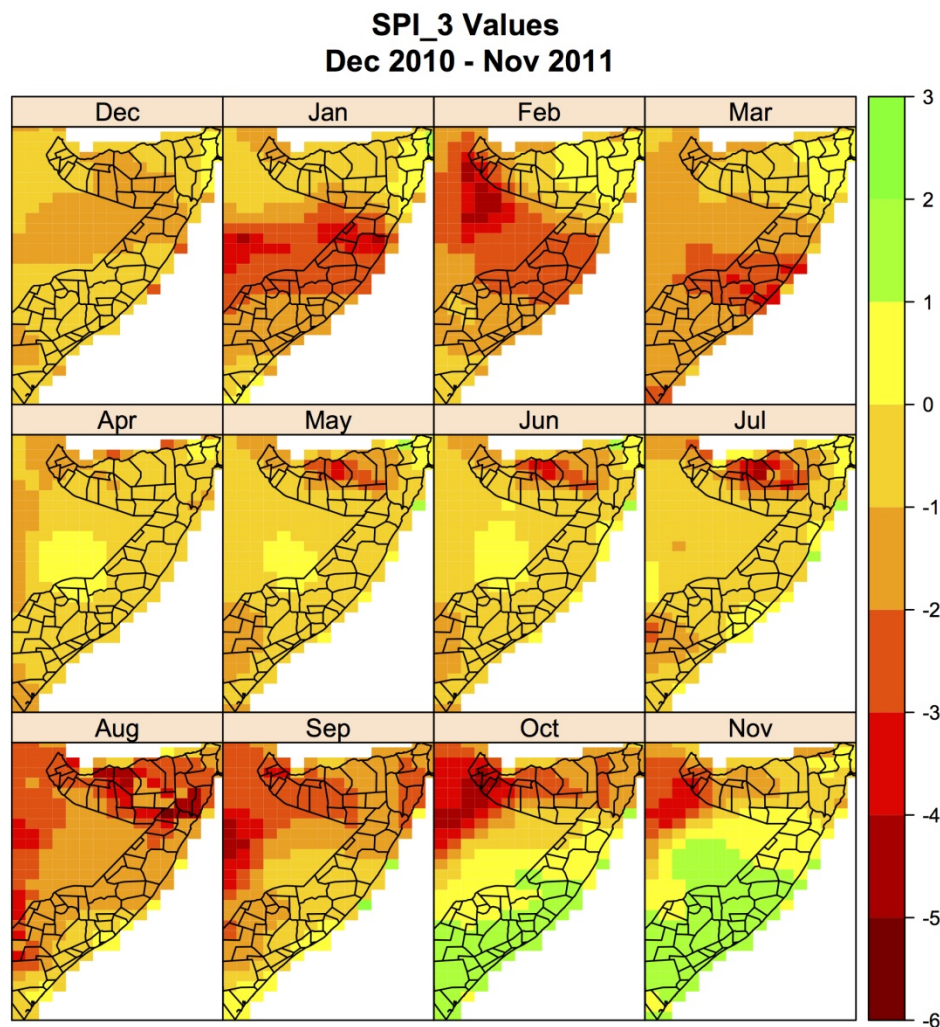 SPI_3 Values
Dec 2010 - Nov 2011
Dec
Jan
Feb
Mar
Apr
May
Jun
Jul
Aug
Sep
Oct
Nov
3
2
1
0
-1
-2
-3
-4
-5
-6